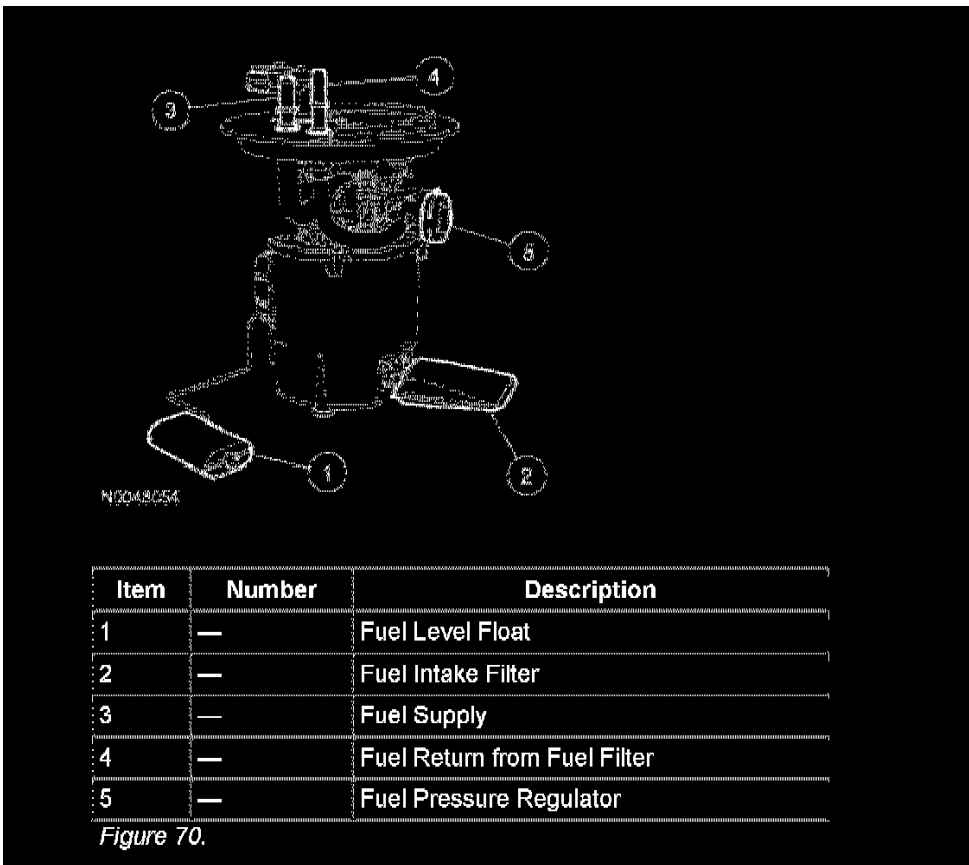 4
3
5
1
2
N0048054
Item Number Description
1 — Fuel Level Float
2 — Fuel Intake Filter
3 — Fuel Supply
4 — Fuel Return from Fuel Filter
5 — Fuel Pressure Regulator
Figure 70.